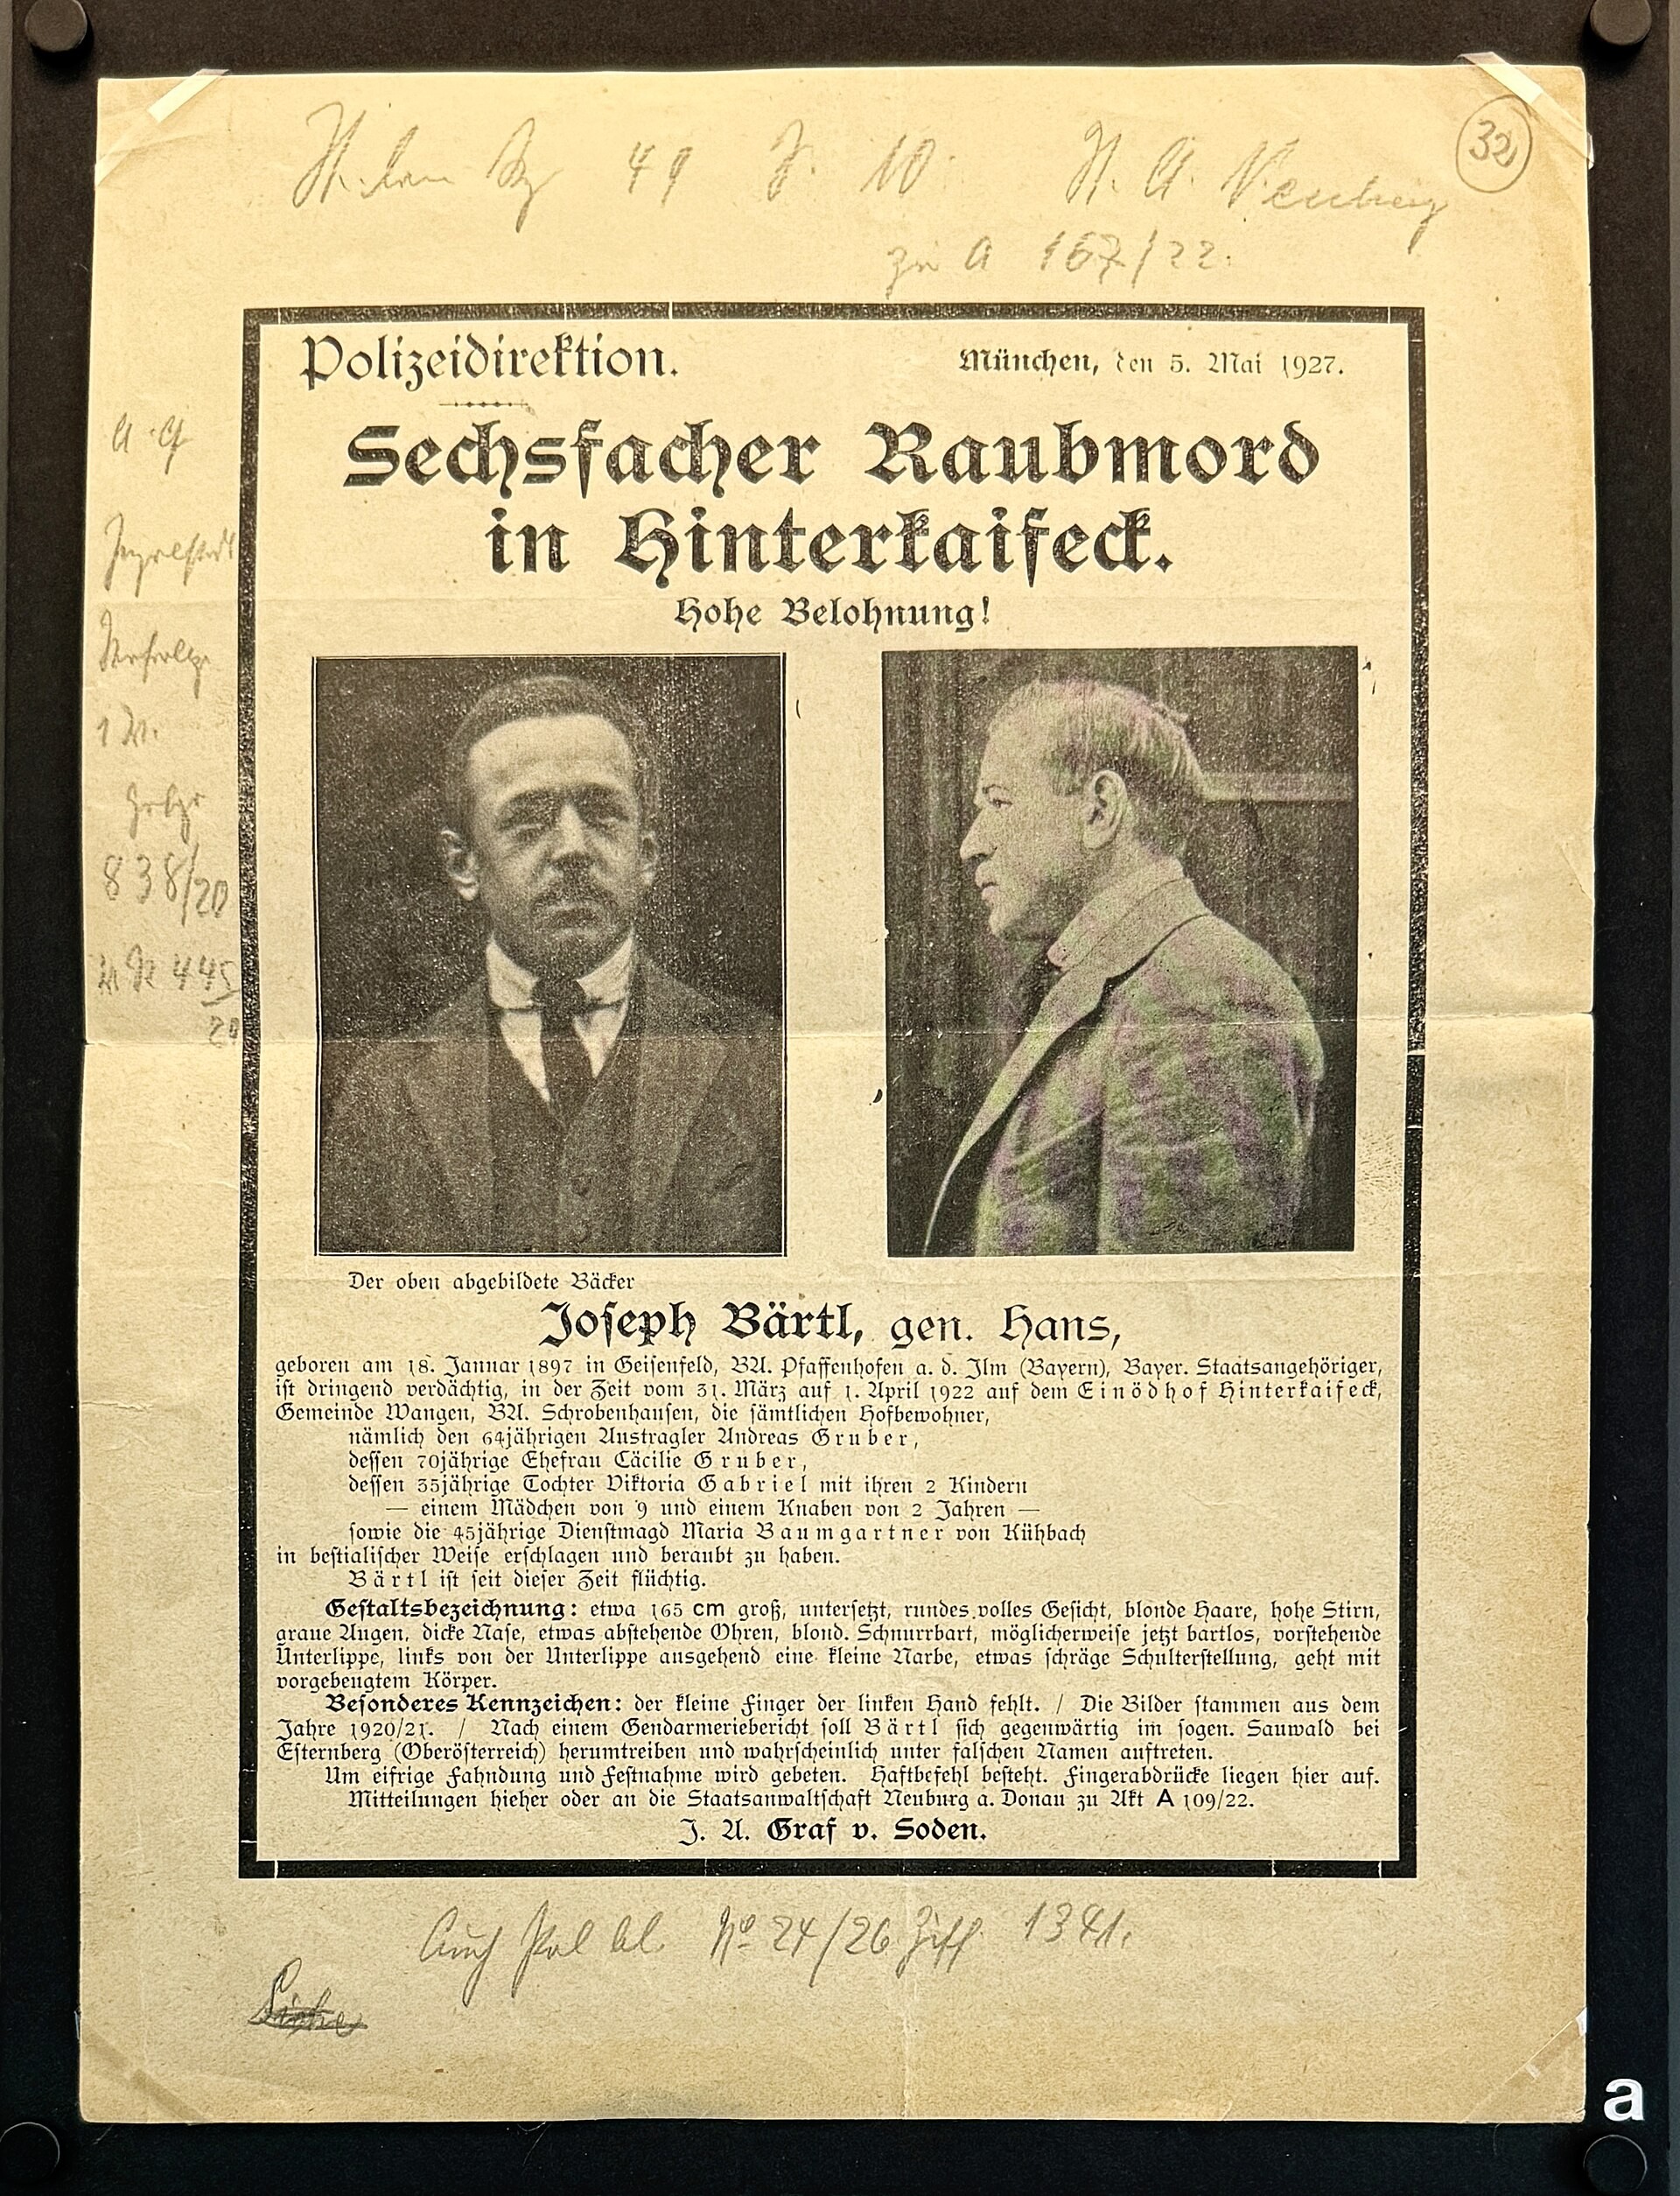 32
49
zu A 167/22.
Polizeidirektion.
München, den 5. Mai 1927.
Sechsfacher Raubmord
in Hinterkaifeck.
Hohe Belohnung!
838/20
445
20
Der oben abgebildete Bäcker
Joseph Bärtl, gen. Hans,
geboren am 18. Januar 1897 in Geisenfeld, BA. Pfaffenhofen a. d. Ilm (Bayern), Bayer. Staatsangehöriger,
ist dringend verdächtig, in der Zeit vom 31. März auf 1. April 1922 auf dem Einödhof Hinterkaifeck,
Gemeinde Wangen, BA. Schrobenhausen, die sämtlichen Hofbewohner,
nämlich den 64jährigen Austragler Andreas Gruber,
dessen 70jährige Ehefrau Cäcilie Gruber,
dessen 35jährige Tochter Viktoria Gabriel mit ihren 2 Kindern
— einem Mädchen von 9 und einem Knaben von 2 Jahren —
sowie die 45jährige Dienstmagd Maria Baumgartner von Kühbach
in bestialischer Weise erschlagen und beraubt zu haben.
Bärtl ist seit dieser Zeit flüchtig.
Gestaltsbezeichnung: etwa 165 cm groß, untersetzt, rundes volles Gesicht, blonde Haare, hohe Stirn,
graue Augen, dicke Nase, etwas abstehende Ohren, blond. Schnurrbart, möglicherweise jetzt bartlos, vorstehende
Unterlippe, links von der Unterlippe ausgehend eine kleine Narbe, etwas schräge Schulterstellung, geht mit
vorgebeugtem Körper.
Besonderes Kennzeichen: der kleine Finger der linken Hand fehlt. / Die Bilder stammen aus dem
Jahre 1920/21. / Nach einem Gendarmeriebericht soll Bärtl sich gegenwärtig im sogen. Sauwald bei
Esternberg (Oberösterreich) herumtreiben und wahrscheinlich unter falschen Namen auftreten.
Um eifrige Fahndung und Festnahme wird gebeten. Haftbefehl besteht. Fingerabdrücke liegen hier auf.
Mitteilungen hieher oder an die Staatsanwaltschaft Neuburg a. Donau zu Akt A 109/22.
J. A. Graf v. Soden.
No 24/26 Ziff. 1341.
a